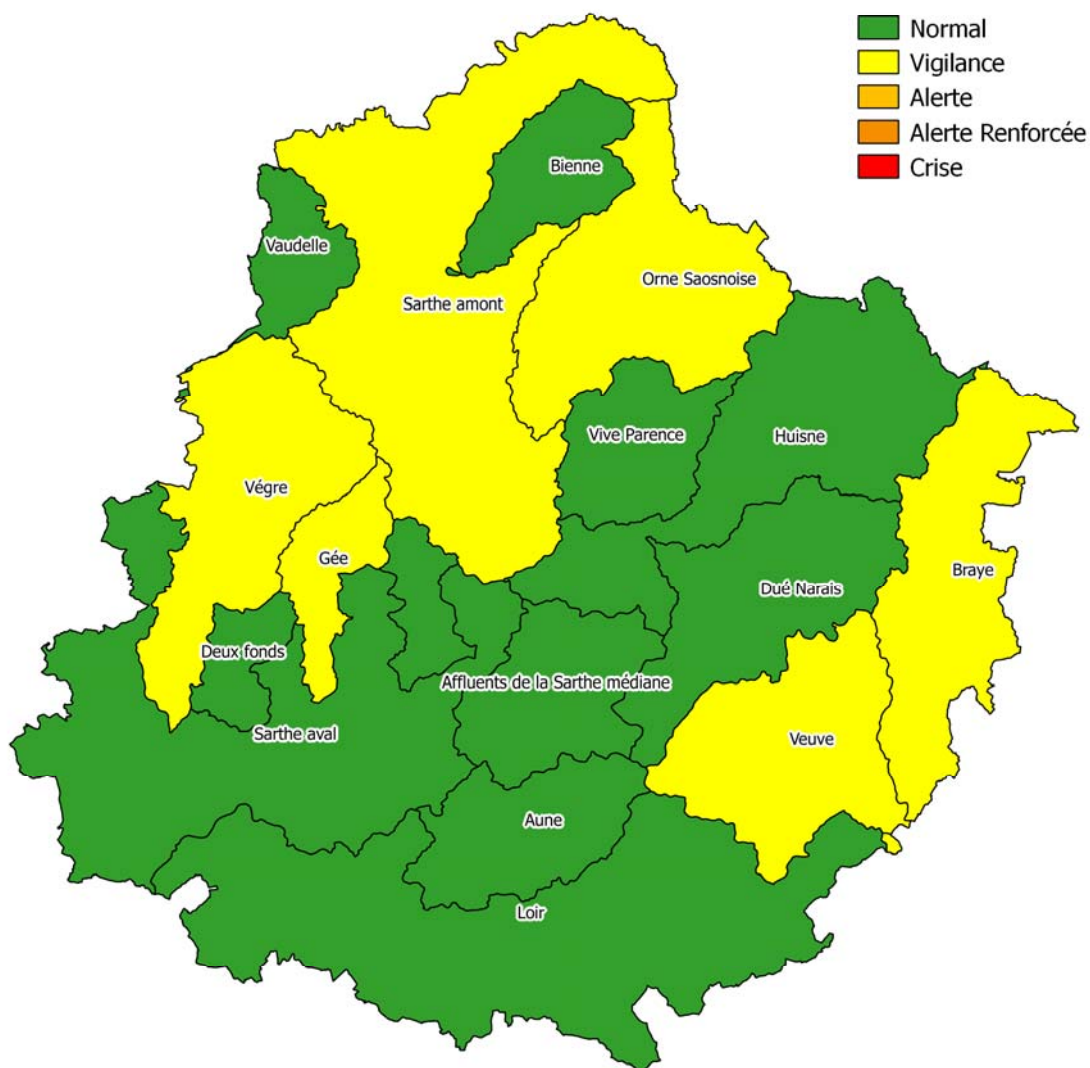 Normal
Vigilance
Alerte
Alerte Renforcée
Crise
Bienne
Vaudelle
Orne Saosnoise
Sarthe amont
Vive Parence
Huisne
Végre
Gée
Braye
Dué Narais
Deux fonds
Affluents de la Sarthe médiane
Sarthe aval
Veuve
Aune
Loir